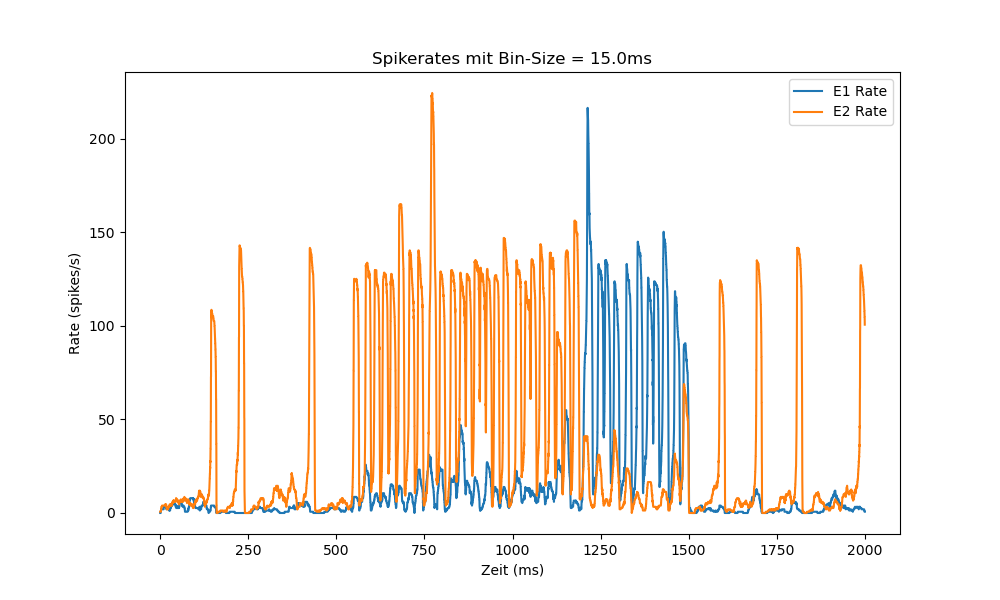 Spikerates mit Bin-Size = 15.0ms
E1 Rate
E2 Rate
Rate (spikes/s)
200
150
100
50
0
0 250 500 750 1000 1250 1500 1750 2000
Zeit (ms)